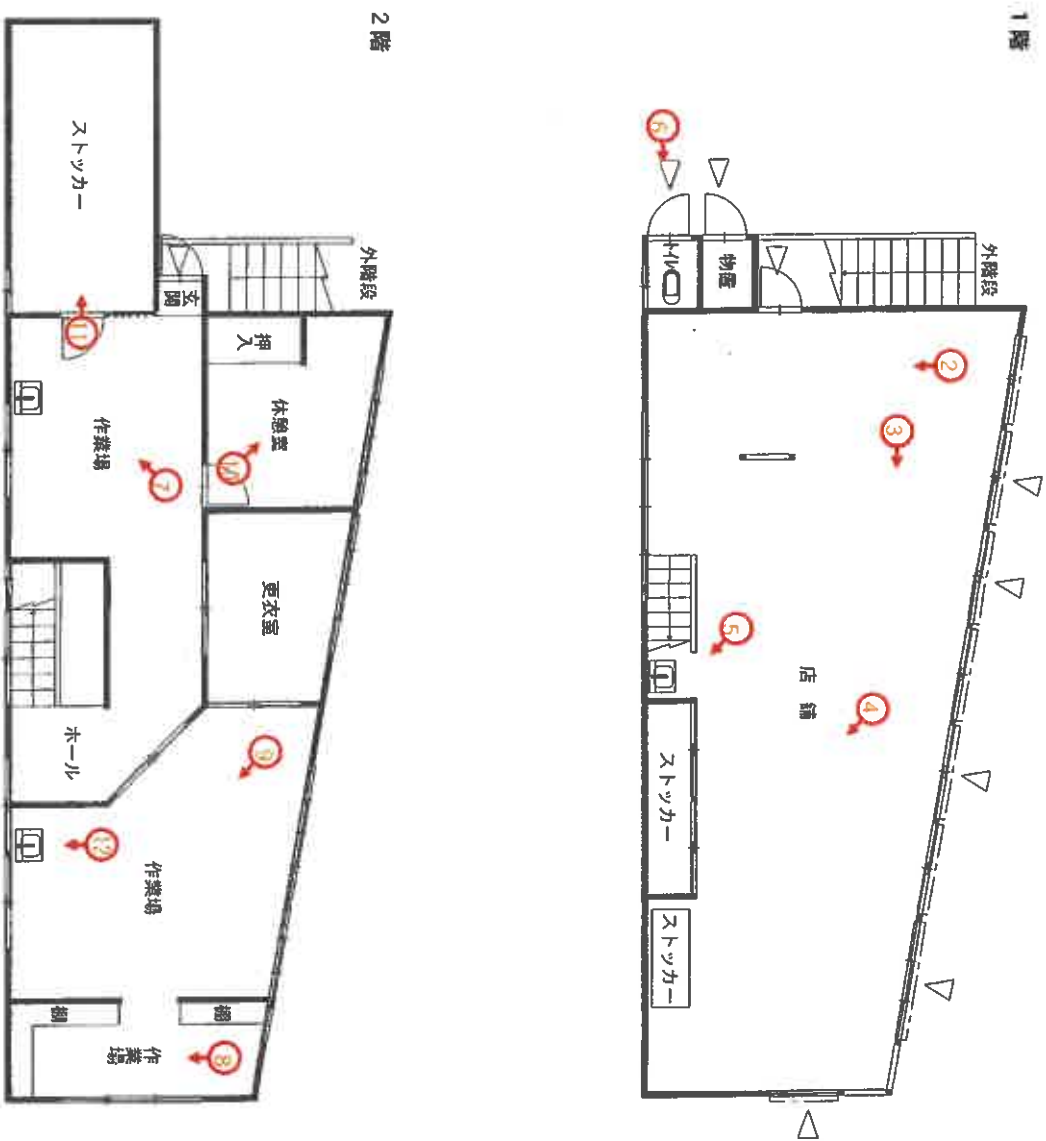 1階
外階段
物置
トイレ
店舗
ストッカー
ストッカー
2
3
4
5
6
2階
外階段
ストッカー
玄関
押入
休憩室
作業場
更衣室
ホール
作業場
棚
棚
作業場
7
8
9
10
11
12